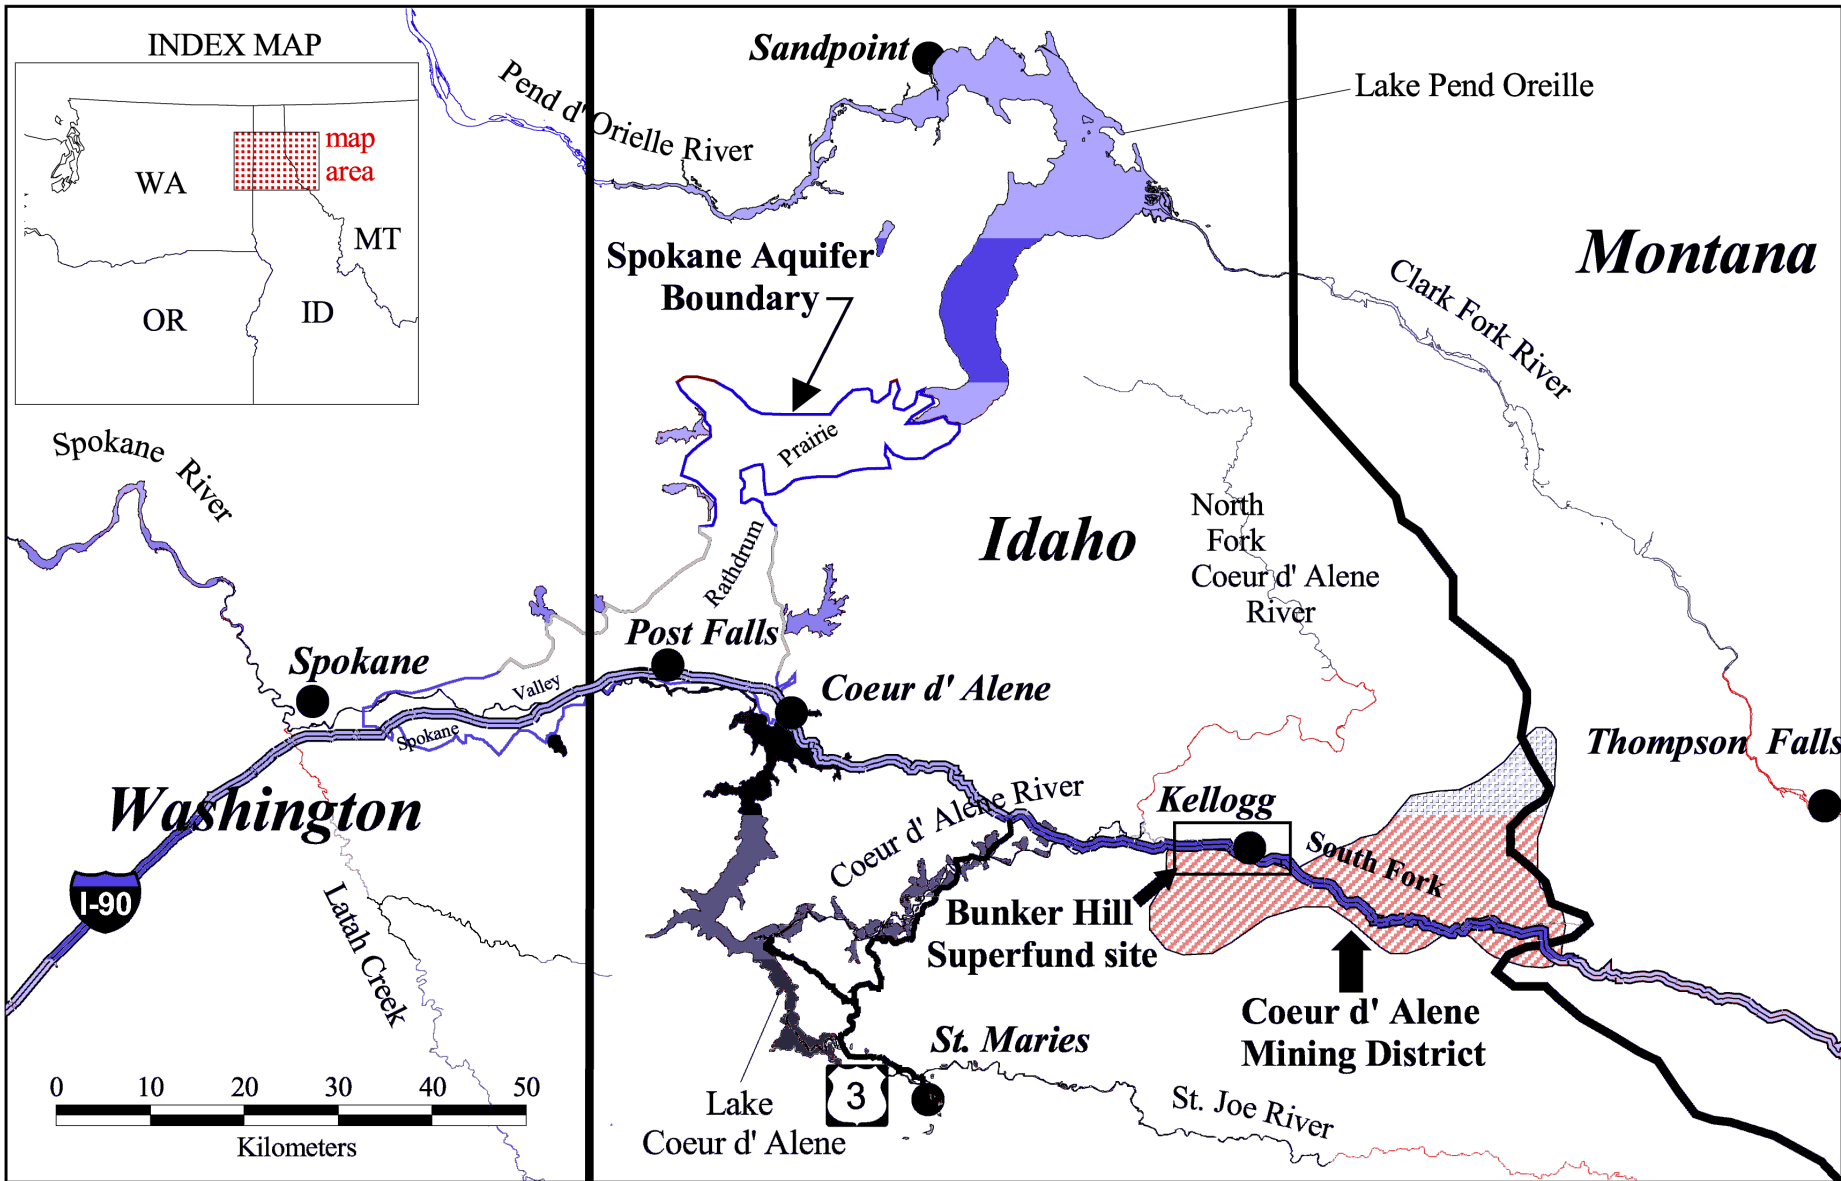 INDEX MAP
map
area
WA
MT
OR
ID
Sandpoint
Lake Pend Oreille
Pend d' Orielle River
Spokane Aquifer
Boundary
Montana
Clark Fork River
Prairie
Spokane River
Idaho
North
Fork
Coeur d' Alene
River
Rathdrum
Post Falls
Spokane
Valley
Spokane
Coeur d' Alene
Thompson Falls
Washington
Coeur d' Alene River
Kellogg
South Fork
I-90
Latah Creek
Bunker Hill
Superfund site
Coeur d' Alene
Mining District
St. Maries
3
St. Joe River
Lake
Coeur d' Alene
0 10 20 30 40 50
Kilometers